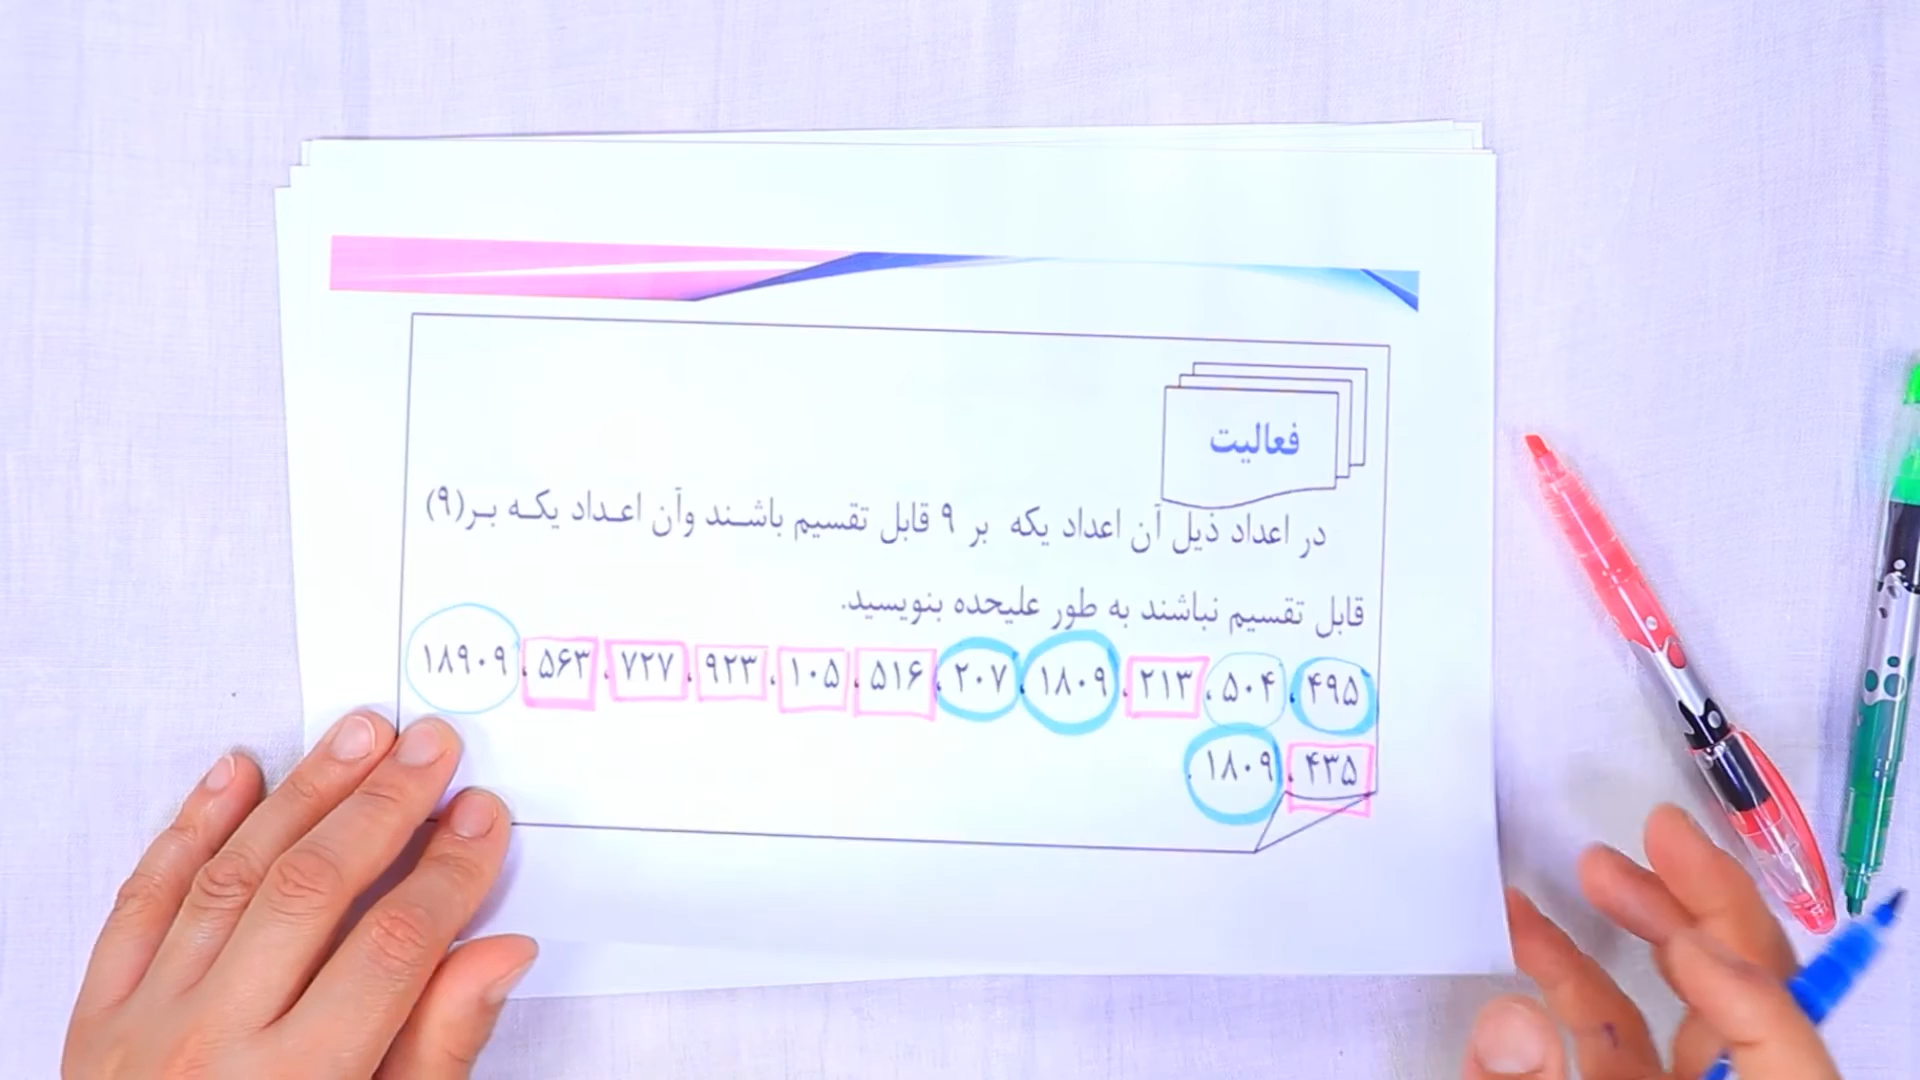 فعالیت
در اعداد ذیل آن اعداد یکه بر ۹ قابل تقسیم باشند وآن اعداد یکه بر(۹)
قابل تقسیم نباشند به طور علیحده بنویسید.
۴۹۵، ۵۰۴، ۲۱۳، ۱۸۰۹، ۲۰۷، ۵۱۶، ۱۰۵، ۹۲۳، ۷۲۷، ۵۶۳، ۱۸۹۰۹
۴۳۵، ۱۸۰۹،